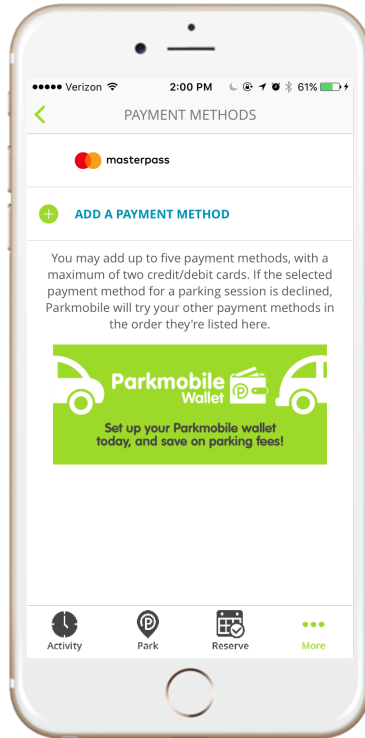 Verizon 2:00 PM 61%
PAYMENT METHODS
masterpass
ADD A PAYMENT METHOD
You may add up to five payment methods, with a
maximum of two credit/debit cards. If the selected
payment method for a parking session is declined,
Parkmobile will try your other payment methods in
the order they're listed here.
Parkmobile
Wallet
Set up your Parkmobile wallet
today, and save on parking fees!
Activity Park Reserve More